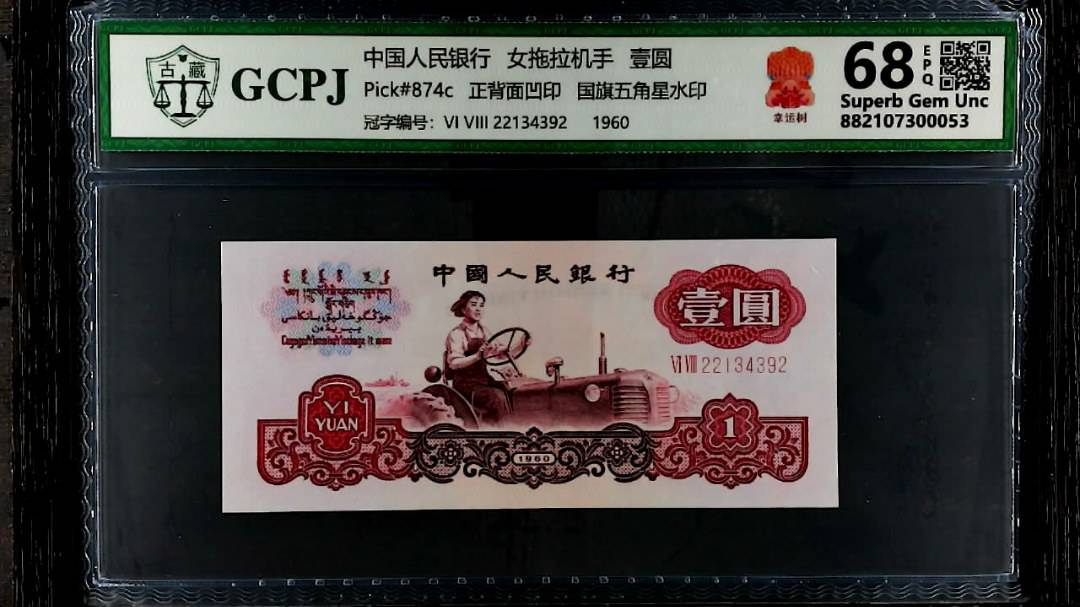 古 藏
GCPJ
中国人民银行 女拖拉机手 壹圆
Pick#874c 正背面凹印 国旗五角星水印
冠字编号: VI VIII 22134392 1960
幸运树
68 EPQ
Superb Gem Unc
882107300053
中國人民銀行
壹圓
VI VIII 22134392
YI
YUAN
1
1960